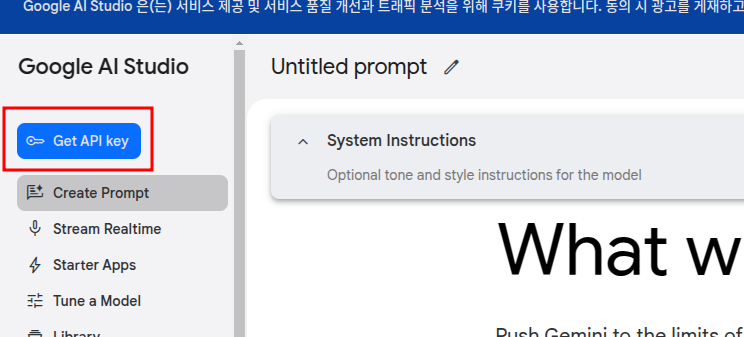 Google AI Studio 은(는) 서비스 제공 및 서비스 품질 개선과 트래픽 분석을 위해 쿠키를 사용합니다. 동의 시 광고를 게재하고
Google AI Studio
Untitled prompt
Get API key
System Instructions
Optional tone and style instructions for the model
Create Prompt
Stream Realtime
Starter Apps
Tune a Model
Library
What w
Push Gemini to the limits of